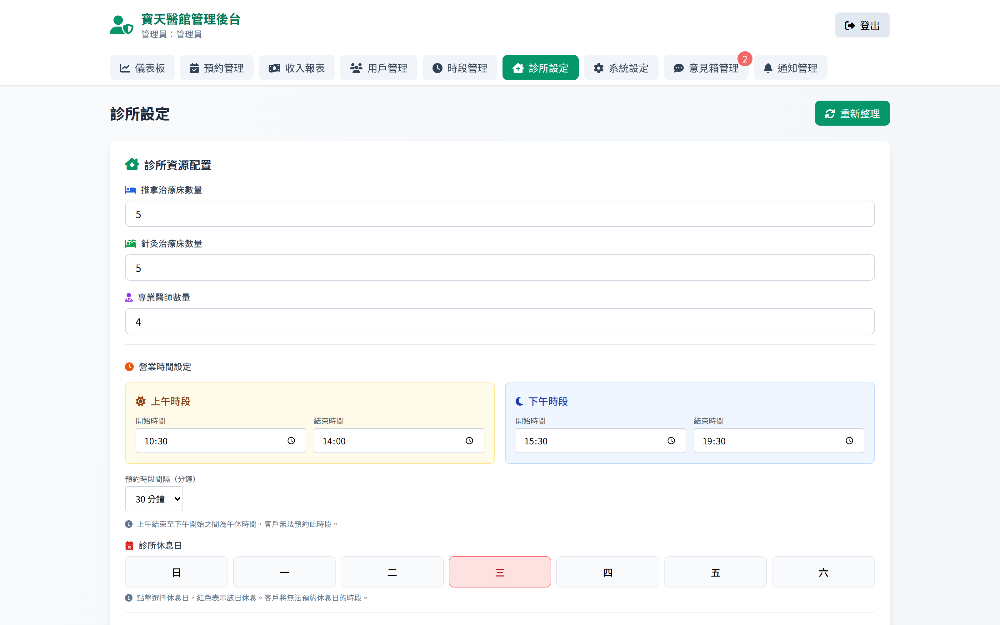 寶天醫館管理後台
管理員：管理員
登出
儀表板
預約管理
收入報表
用戶管理
時段管理
診所設定
系統設定
意見箱管理
2
通知管理
診所設定
重新整理
診所資源配置
推拿治療床數量
5
針灸治療床數量
5
專業醫師數量
4
營業時間設定
上午時段
開始時間
結束時間
10:30
14:00
下午時段
開始時間
結束時間
15:30
19:30
預約時段間隔（分鐘）
30 分鐘
上午結束至下午開始之間為午休時間，客戶無法預約此時段。
診所休息日
日
一
二
三
四
五
六
點擊選擇休息日，紅色表示該日休息。客戶將無法預約休息日的時段。